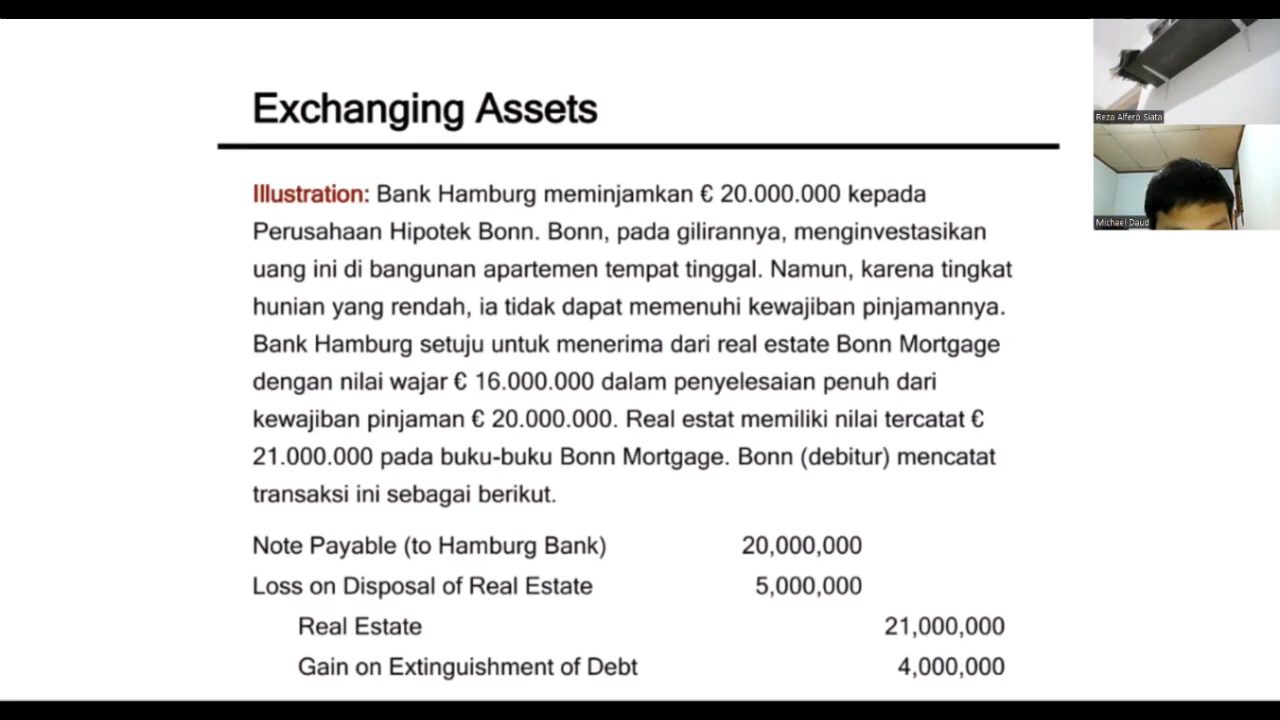 Exchanging Assets
Illustration: Bank Hamburg meminjamkan € 20.000.000 kepada
Perusahaan Hipotek Bonn. Bonn, pada gilirannya, menginvestasikan
uang ini di bangunan apartemen tempat tinggal. Namun, karena tingkat
hunian yang rendah, ia tidak dapat memenuhi kewajiban pinjamannya.
Bank Hamburg setuju untuk menerima dari real estate Bonn Mortgage
dengan nilai wajar € 16.000.000 dalam penyelesaian penuh dari
kewajiban pinjaman € 20.000.000. Real estat memiliki nilai tercatat €
21.000.000 pada buku-buku Bonn Mortgage. Bonn (debitur) mencatat
transaksi ini sebagai berikut.
Note Payable (to Hamburg Bank) 20,000,000
Loss on Disposal of Real Estate 5,000,000
Real Estate 21,000,000
Gain on Extinguishment of Debt 4,000,000
Reza Alfero Siata
Michael Daud